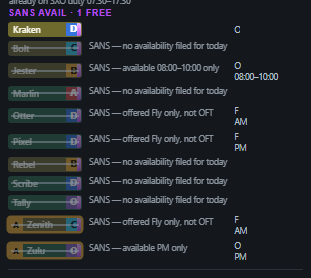 already on SXO duty 07:30–17:30
SANS AVAIL · 1 FREE
Kraken D O
Bolt C SANS — no availability filed for today
Jester B SANS — available 08:00–10:00 only O
08:00–10:00
Marlin A SANS — no availability filed for today
Otter D SANS — offered Fly only, not OFT F
AM
Pixel D SANS — offered Fly only, not OFT F
PM
Rebel B SANS — no availability filed for today
Scribe D SANS — no availability filed for today
Tally O SANS — no availability filed for today
A Zenith C SANS — offered Fly only, not OFT F
AM
A Zulu O SANS — available PM only O
PM